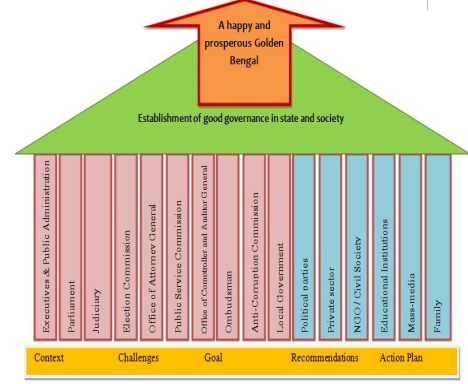 A happy and
prosperous Golden
Bengal
Establishment of good governance in state and society
Executives & Public Administration
Parliament
Judiciary
Election Commission
Office of Attorney General
Public Service Commission
Office of Comptroller and Auditor General
Ombudsman
Anti-Corruption Commission
Local Government
Political parties
Private sector
NGO / Civil Society
Educational Institutions
Mass-media
Family
Context Challenges Goal Recommendations Action Plan